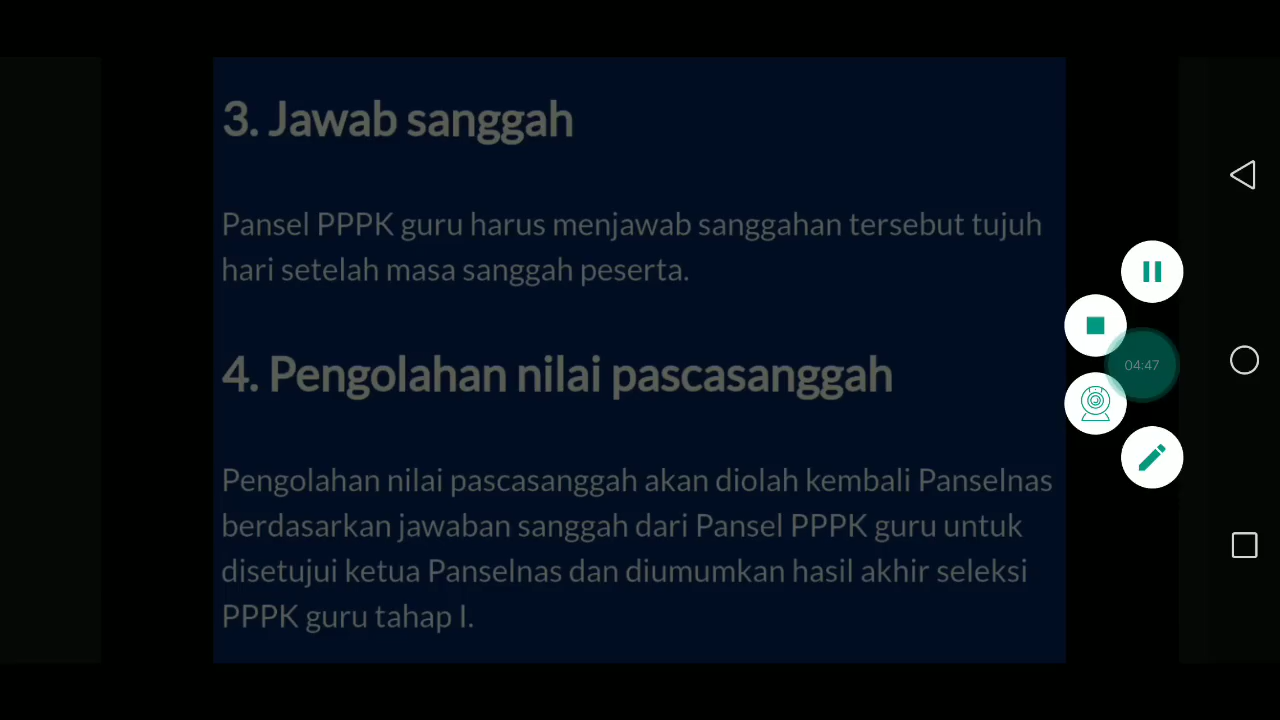 3. Jawab sanggah
Pansel PPPK guru harus menjawab sanggahan tersebut tujuh
hari setelah masa sanggah peserta.
4. Pengolahan nilai pascasanggah
Pengolahan nilai pascasanggah akan diolah kembali Panselnas
berdasarkan jawaban sanggah dari Pansel PPPK guru untuk
disetujui ketua Panselnas dan diumumkan hasil akhir seleksi
PPPK guru tahap I.
04:47